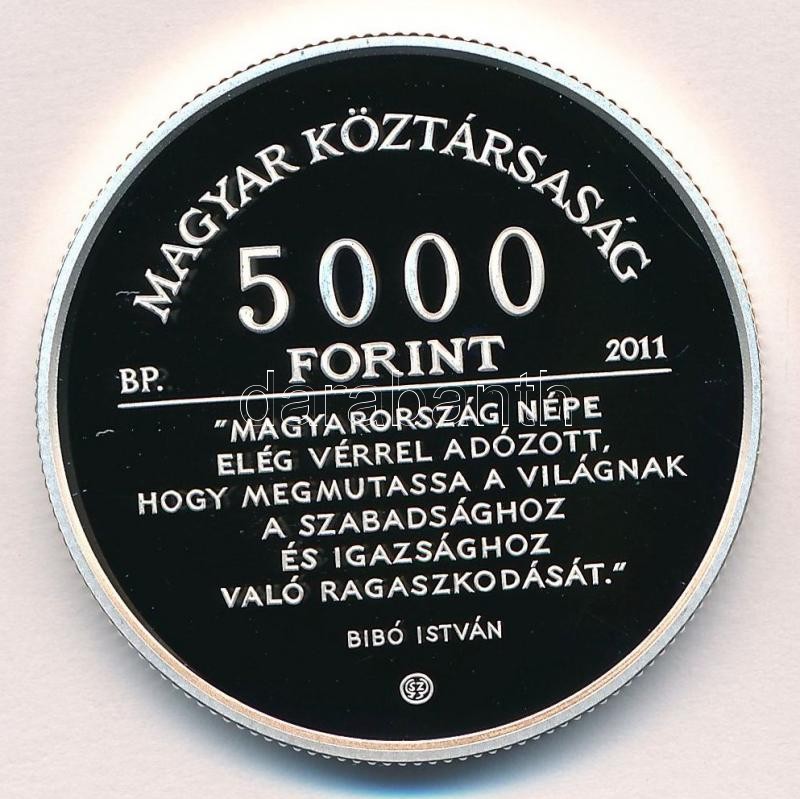 MAGYAR KÖZTÁRSASÁG
5000
FORINT
BP. 2011
darabanth
"MAGYARORSZÁG NÉPE
ELÉG VÉRREL ADÓZOTT,
HOGY MEGMUTASSA A VILÁGNAK
A SZABADSÁGHOZ
ÉS IGAZSÁGHOZ
VALÓ RAGASZKODÁSÁT."
BIBÓ ISTVÁN